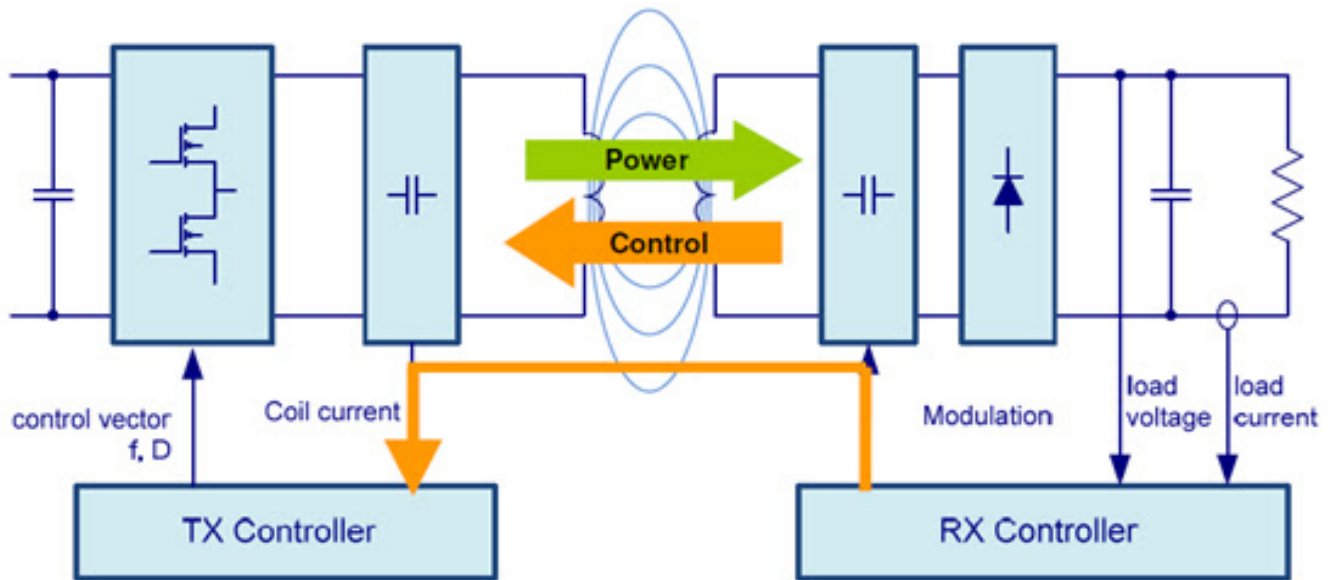 Power
Control
control vector
f, D
Coil current
Modulation
load
voltage
load
current
TX Controller
RX Controller